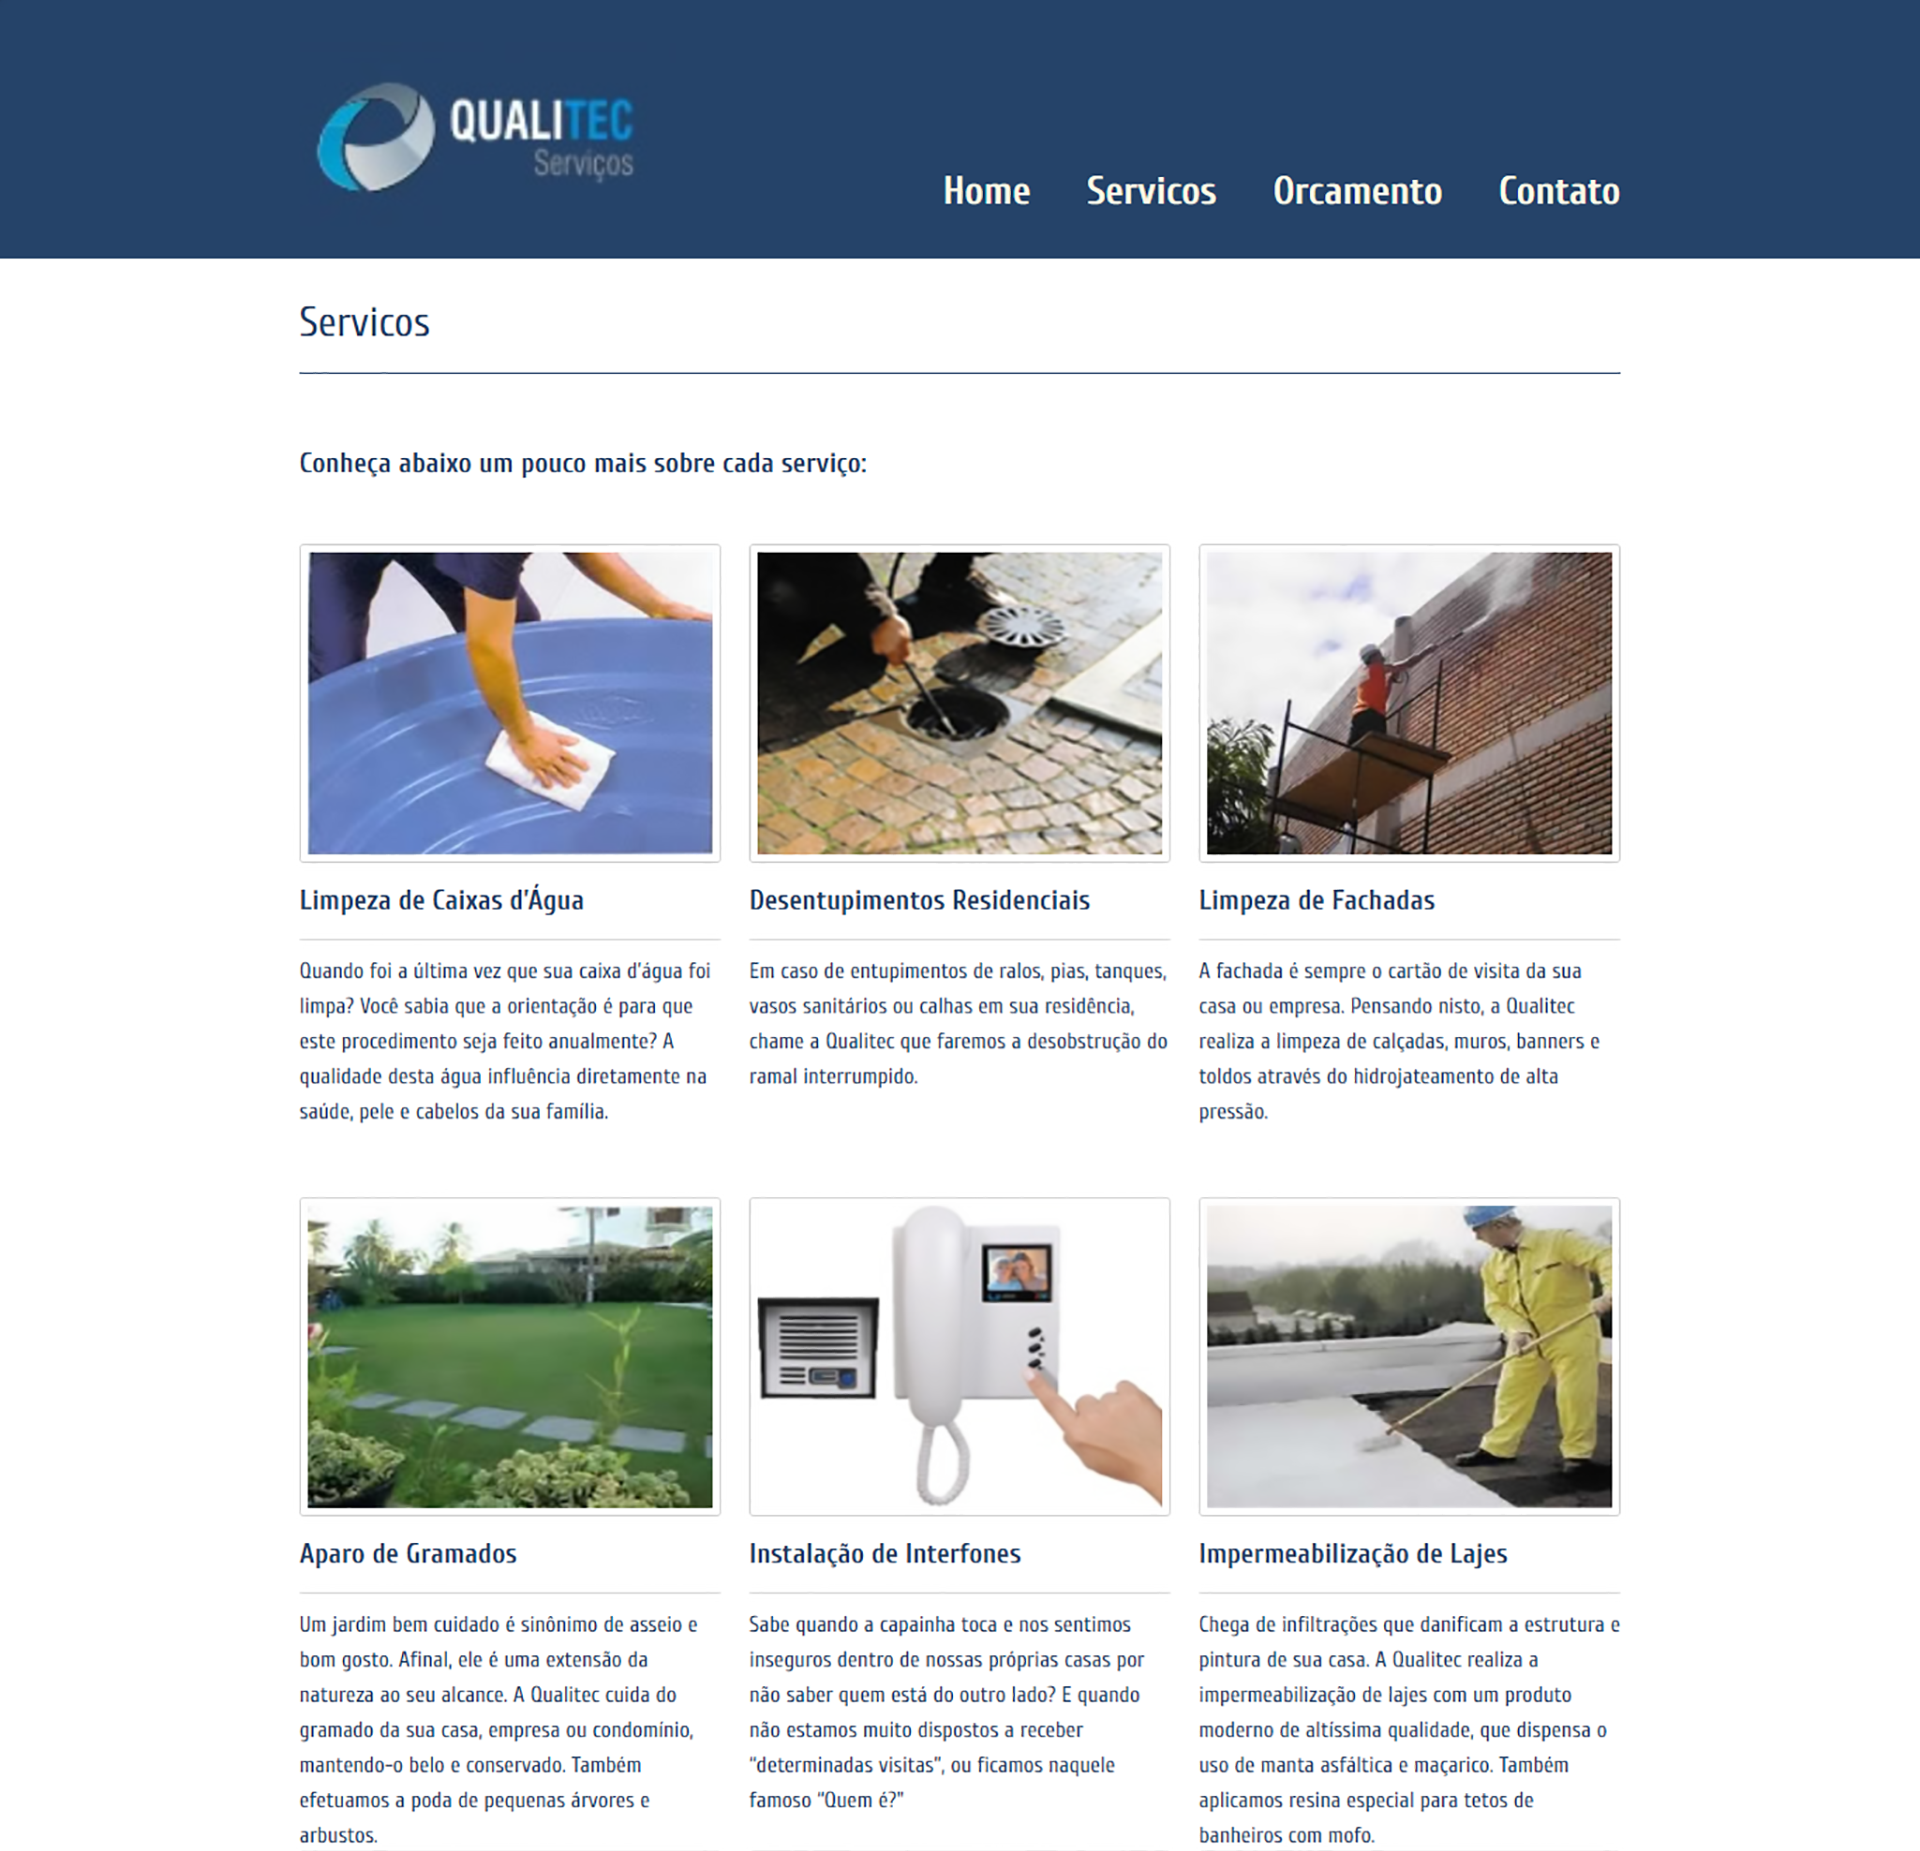 QUALITEC
Serviços
Home Servicos Orcamento Contato
Servicos
Conheça abaixo um pouco mais sobre cada serviço:
Limpeza de Caixas d'Água
Quando foi a última vez que sua caixa d'água foi
limpa? Você sabia que a orientação é para que
este procedimento seja feito anualmente? A
qualidade desta água influência diretamente na
saúde, pele e cabelos da sua família.
Desentupimentos Residenciais
Em caso de entupimentos de ralos, pias, tanques,
vasos sanitários ou calhas em sua residência,
chame a Qualitec que faremos a desobstrução do
ramal interrumpido.
Limpeza de Fachadas
A fachada é sempre o cartão de visita da sua
casa ou empresa. Pensando nisto, a Qualitec
realiza a limpeza de calçadas, muros, banners e
toldos através do hidrojateamento de alta
pressão.
Aparo de Gramados
Um jardim bem cuidado é sinônimo de asseio e
bom gosto. Afinal, ele é uma extensão da
natureza ao seu alcance. A Qualitec cuida do
gramado da sua casa, empresa ou condomínio,
mantendo-o belo e conservado. Também
efetuamos a poda de pequenas árvores e
arbustos.
Instalação de Interfones
Sabe quando a capainha toca e nos sentimos
inseguros dentro de nossas próprias casas por
não saber quem está do outro lado? E quando
não estamos muito dispostos a receber
“determinadas visitas”, ou ficamos naquele
famoso “Quem é?”
Impermeabilização de Lajes
Chega de infiltrações que danificam a estrutura e
pintura de sua casa. A Qualitec realiza a
impermeabilização de lajes com um produto
moderno de altíssima qualidade, que dispensa o
uso de manta asfáltica e maçarico. Também
aplicamos resina especial para tetos de
banheiros com mofo.